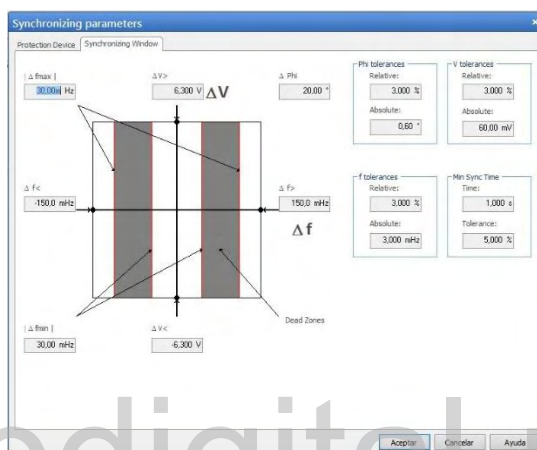 Synchronizing parameters
Protection Device
Synchronizing Window
| Δ fmax |
30,00m Hz
Δ V>
6,300 V
ΔV
Δ Phi
20,00 °
Δ f<
-150,0 mHz
Δ f>
150,0 mHz
Δ f
| Δ fmin |
30,00 mHz
Δ V<
-6,300 V
Dead Zones
Phi tolerances
Relative:
3,000 %
Absolute:
0,60 °
V tolerances
Relative:
3,000 %
Absolute:
60,00 mV
f tolerances
Relative:
3,000 %
Absolute:
3,000 mHz
Min Sync Time
Time:
1,000 s
Tolerance:
5,000 %
Aceptar
Cancelar
Ayuda